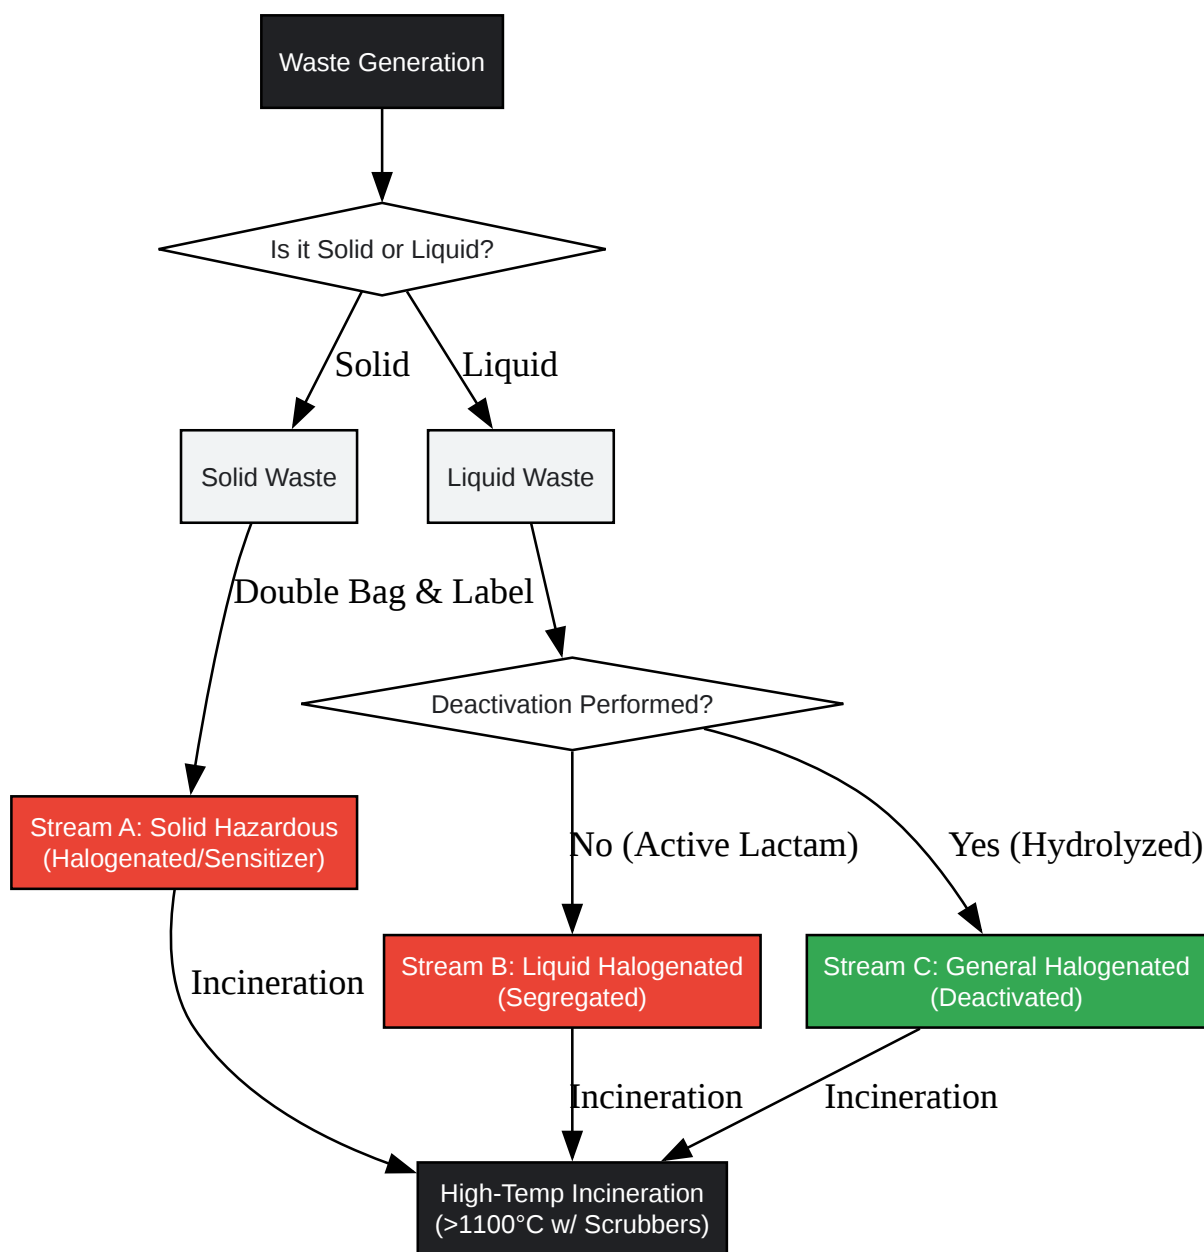 Waste Generation
Is it Solid or Liquid?
Solid
Liquid
Solid Waste
Liquid Waste
Double Bag & Label
Deactivation Performed?
Stream A: Solid Hazardous
(Halogenated/Sensitizer)
No (Active Lactam)
Yes (Hydrolyzed)
Stream B: Liquid Halogenated
(Segregated)
Stream C: General Halogenated
(Deactivated)
Incineration
Incineration
Incineration
High-Temp Incineration
(>1100°C w/ Scrubbers)